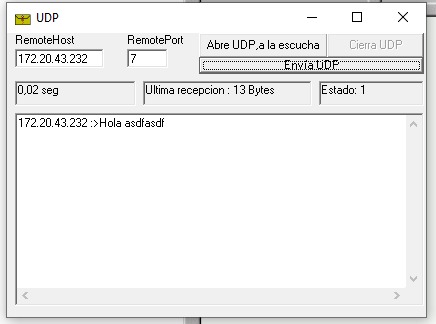 UDP
RemoteHost
RemotePort
172.20.43.232
7
Abre UDP,a la escucha
Cierra UDP
Envía UDP
0,02 seg
Ultima recepcion : 13 Bytes
Estado: 1
172.20.43.232 :>Hola asdfasdf